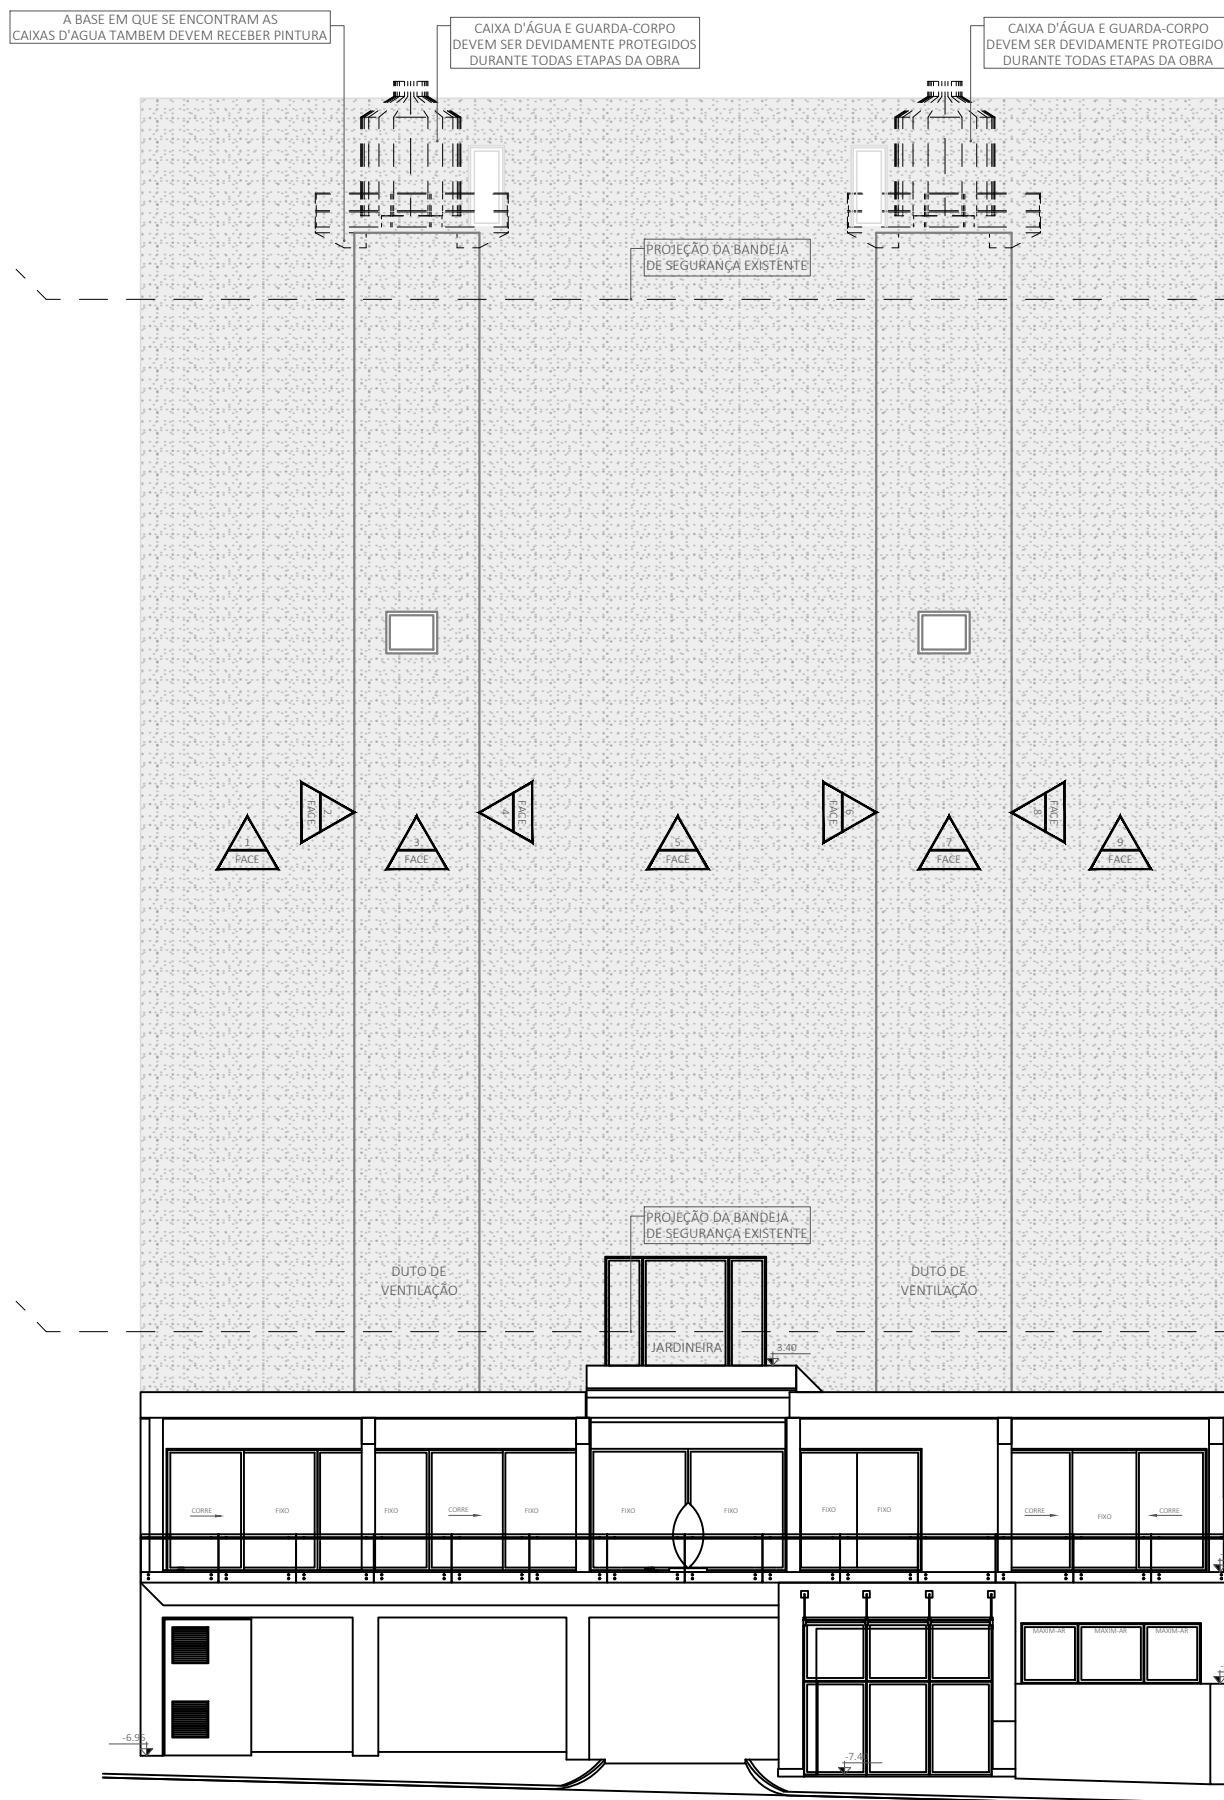 A BASE EM QUE SE ENCONTRAM AS
CAIXAS D'AGUA TAMBEM DEVEM RECEBER PINTURA
CAIXA D'ÁGUA E GUARDA-CORPO
DEVEM SER DEVIDAMENTE PROTEGIDOS
DURANTE TODAS ETAPAS DA OBRA
CAIXA D'ÁGUA E GUARDA-CORPO
DEVEM SER DEVIDAMENTE PROTEGIDO
DURANTE TODAS ETAPAS DA OBRA
PROJEÇÃO DA BANDEJA
DE SEGURANÇA EXISTENTE
1
FACE
2
FACE
3
FACE
4
FACE
5
FACE
6
FACE
7
FACE
8
FACE
9
FACE
PROJEÇÃO DA BANDEJA
DE SEGURANÇA EXISTENTE
DUTO DE
VENTILAÇÃO
DUTO DE
VENTILAÇÃO
JARDINEIRA
3.40
CORRE
FIXO
FIXO
CORRE
FIXO
FIXO
FIXO
FIXO
FIXO
CORRE
FIXO
CORRE
MAXIM-AR
MAXIM-AR
MAXIM-AR
-6.95